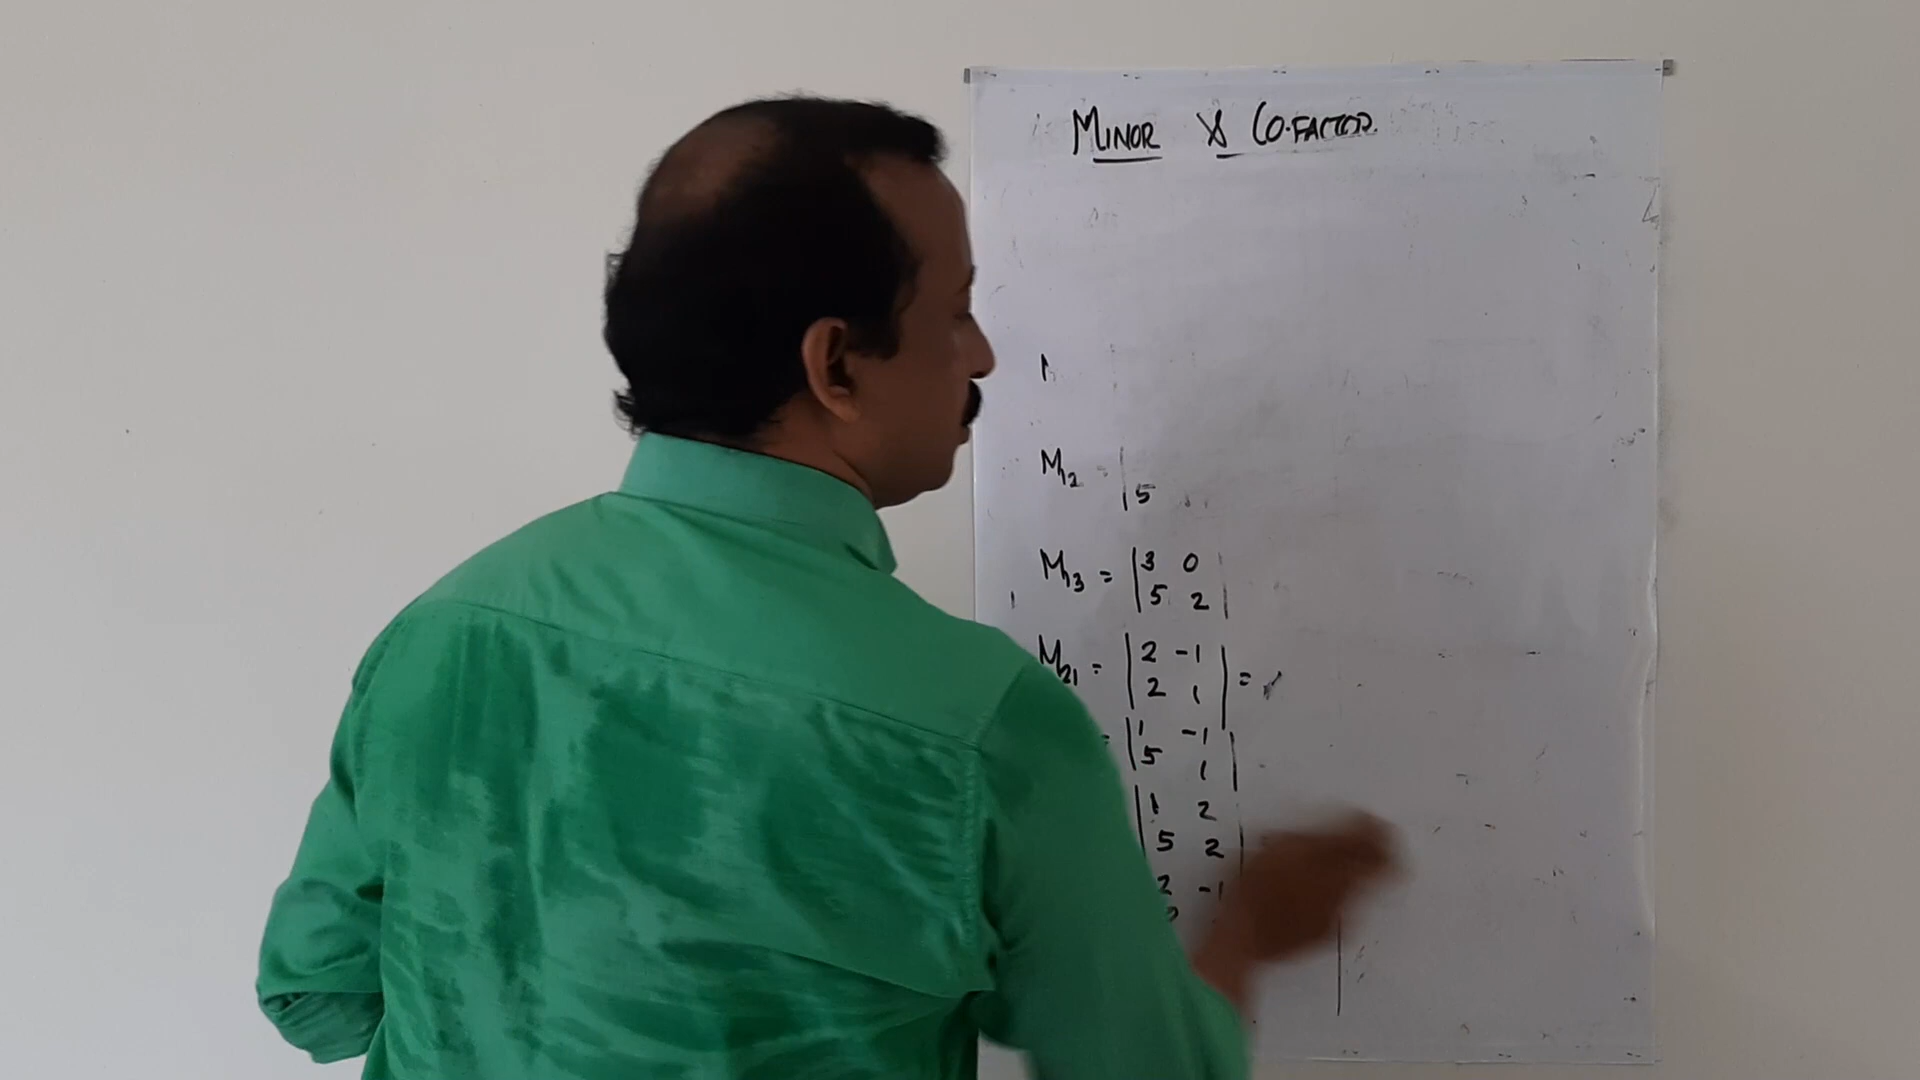 MINOR & CO-FACTOR
M12 = | 5
M13 = | 3 0 |
| 5 2 |
M21 = | 2 -1 | =
| 2 1 |
= | 1 -1 |
| 5 1 |
| 1 2 |
| 5 2 |
2 -1